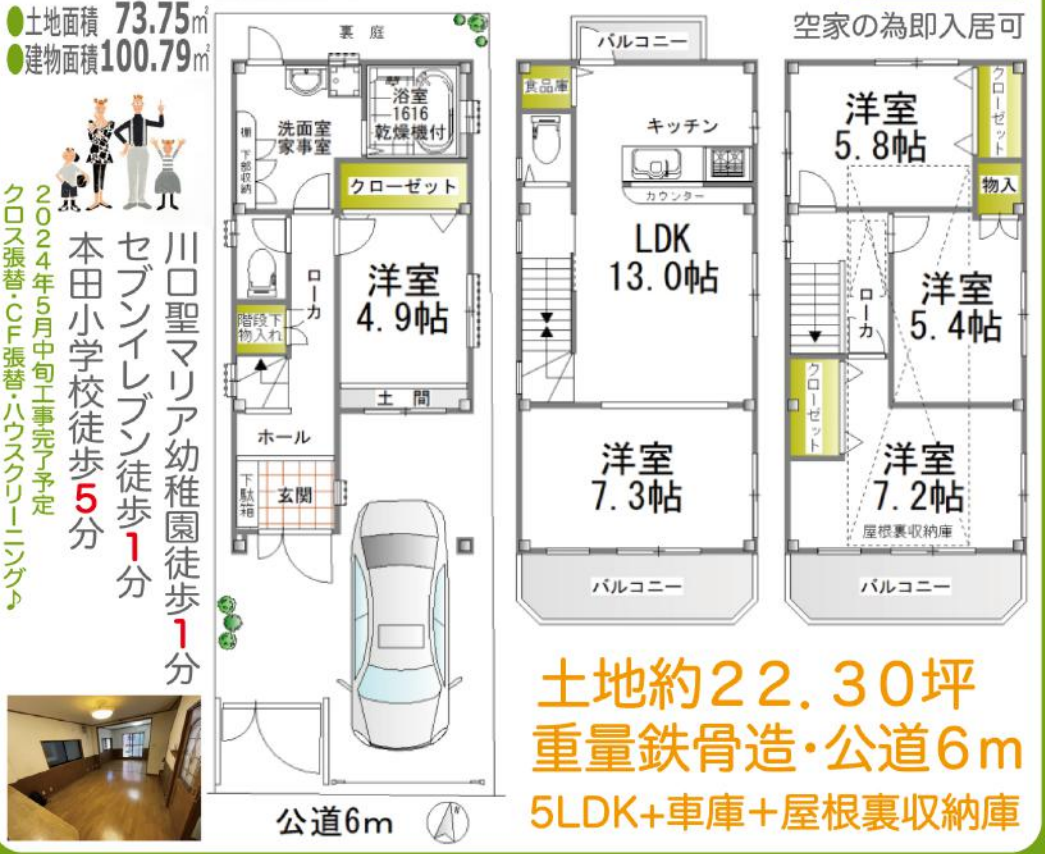 ●土地面積 73.75㎡
●建物面積100.79㎡
川口聖マリア幼稚園徒歩1分
セブンイレブン徒歩1分
本田小学校徒歩5分
2024年5月中旬工事完了予定
クロス張替・CF張替・ハウスクリーニング♪
裏庭
浴室
1616
乾燥機付
洗面室
家事室
棚
下部収納
クローゼット
洋室
4.9帖
ローカ
階段下
物入れ
土間
ホール
下駄箱
玄関
公道6m
N
バルコニー
食品庫
キッチン
カウンター
LDK
13.0帖
洋室
7.3帖
バルコニー
空家の為即入居可
洋室
5.8帖
クローゼット
物入
ローカ
洋室
5.4帖
クローゼット
洋室
7.2帖
屋根裏収納庫
バルコニー
土地約22.30坪
重量鉄骨造・公道6m
5LDK+車庫+屋根裏収納庫